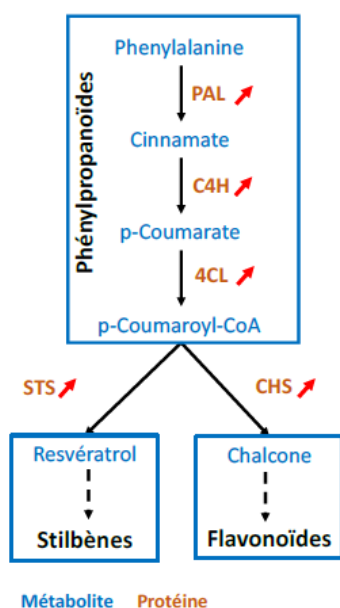 Phenylalanine
PAL
Cinnamate
C4H
p-Coumarate
4CL
p-Coumaroyl-CoA
Phénylpropanoïdes
STS
CHS
Resvératrol
Chalcone
Stilbènes
Flavonoïdes
Métabolite Protéine